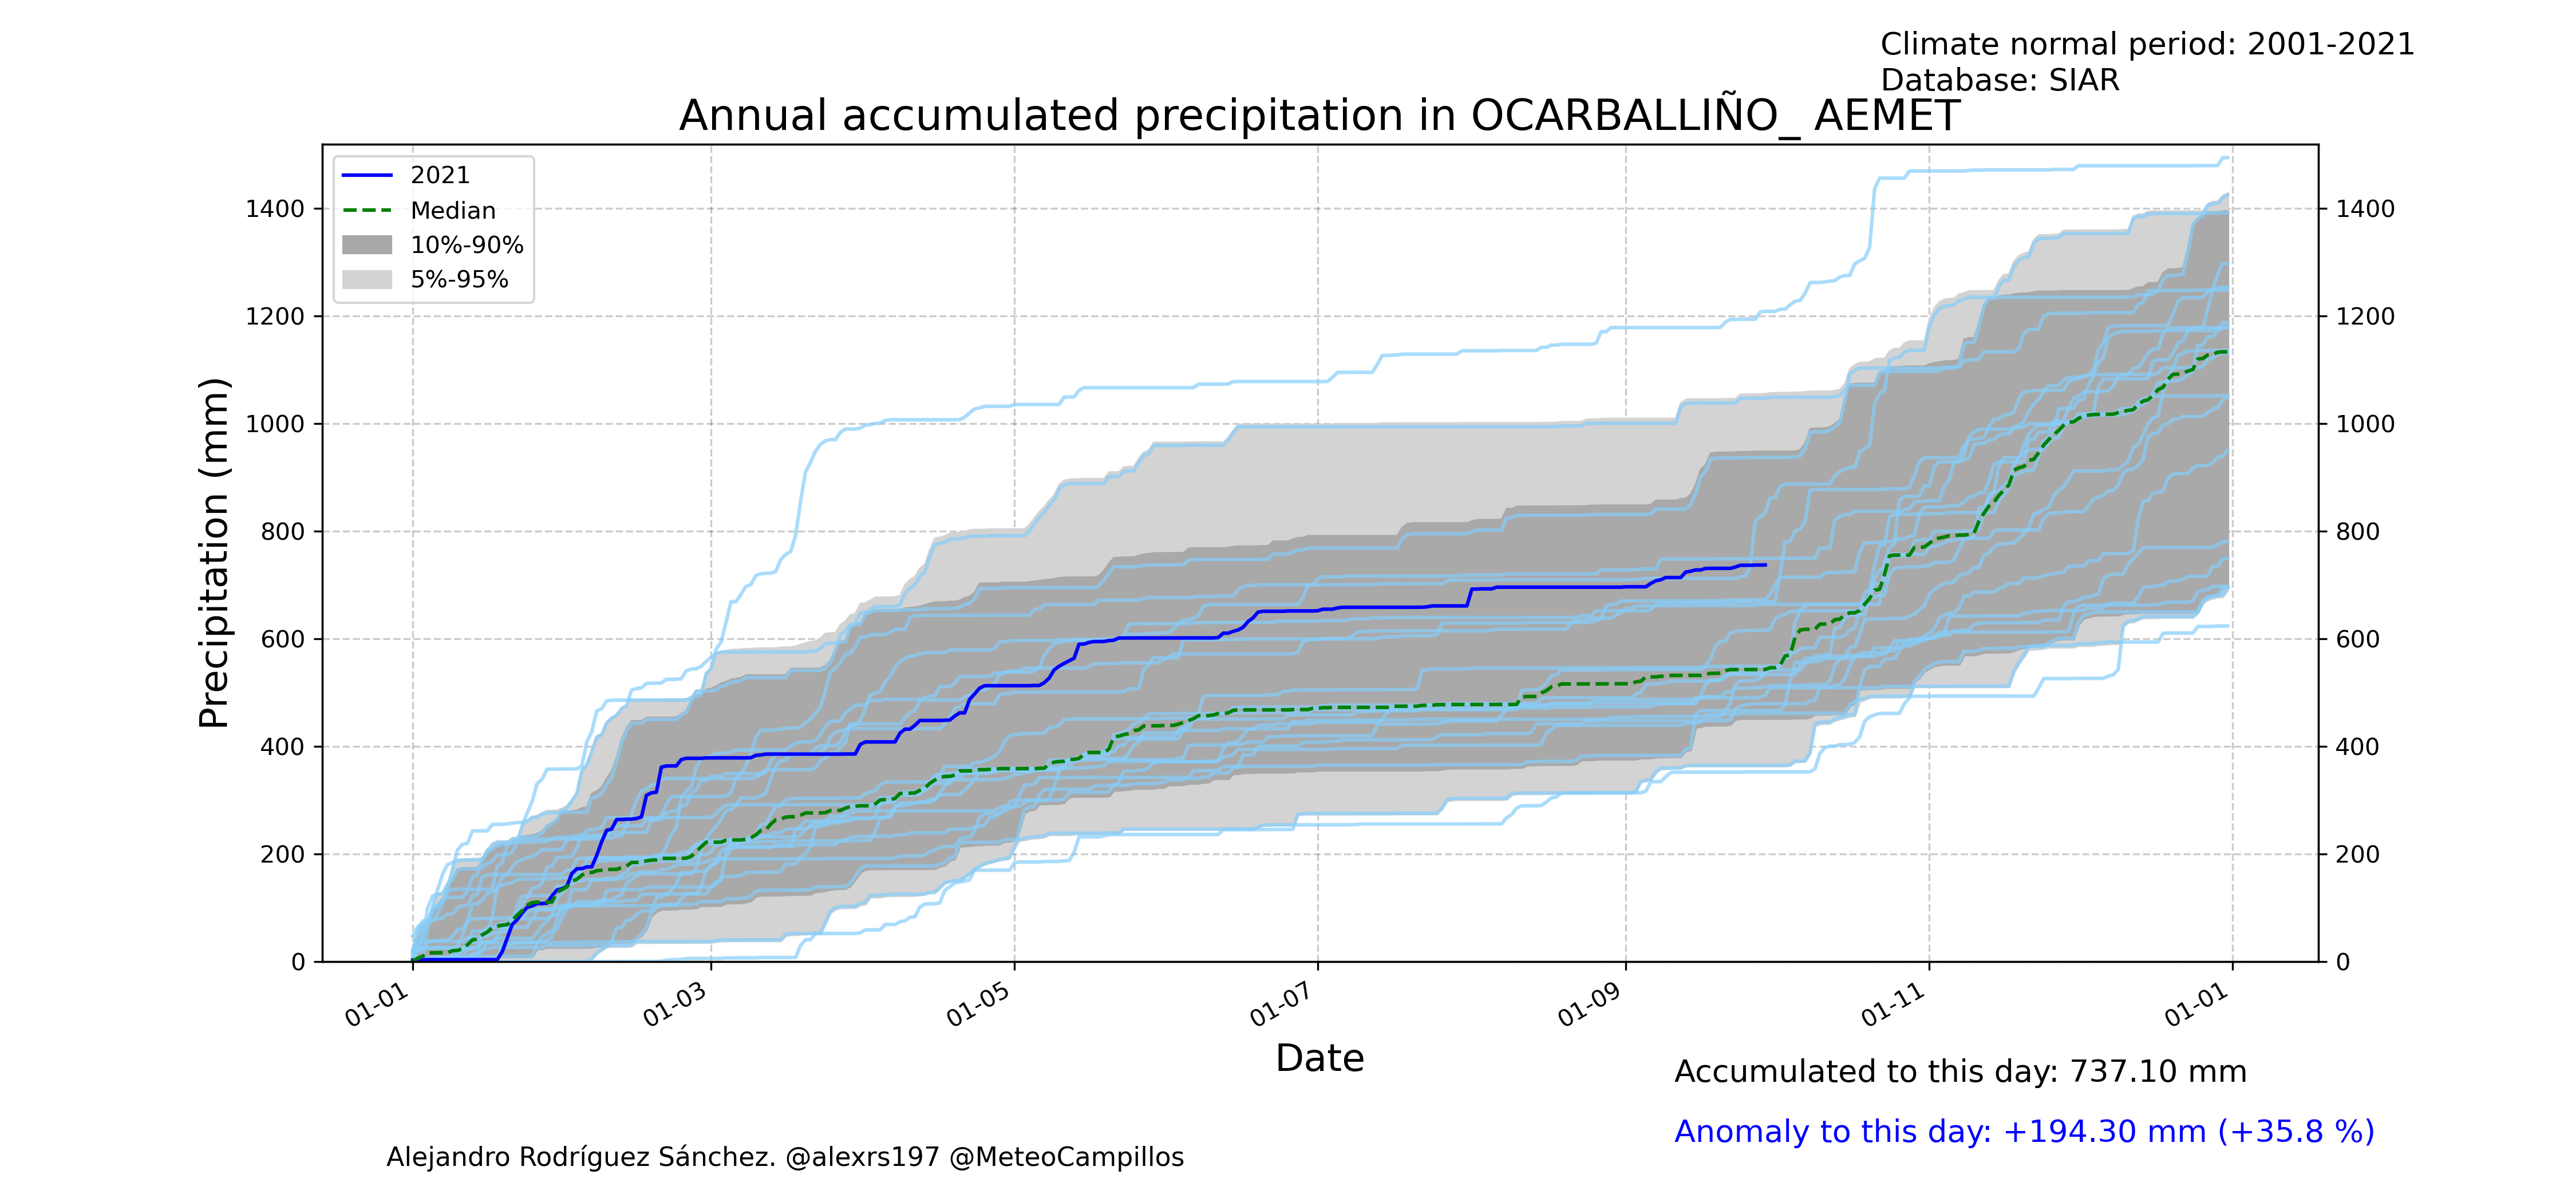 Climate normal period: 2001-2021
Database: SIAR
Annual accumulated precipitation in OCARBALLIÑO_ AEMET
2021
Median
10%-90%
5%-95%
Precipitation (mm)
1400
1200
1000
800
600
400
200
0
1400
1200
1000
800
600
400
200
0
01-01
01-03
01-05
01-07
01-09
01-11
01-01
Date
Accumulated to this day: 737.10 mm
Anomaly to this day: +194.30 mm (+35.8 %)
Alejandro Rodríguez Sánchez. @alexrs197 @MeteoCampillos